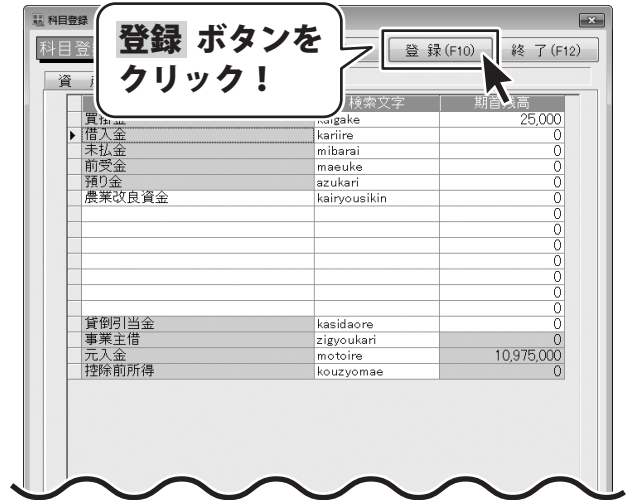 科目登録
登録 ボタンを
クリック！
登 録(F10)
終 了(F12)
科目登
資
検索文字 期首残高
買掛金 kaigake 25,000
借入金 kariire 0
未払金 mibarai 0
前受金 maeuke 0
預り金 azukari 0
農業改良資金 kairyousikin 0
0
0
0
0
0
0
0
貸倒引当金 kasidaore 0
事業主借 zigyoukari 0
元入金 motoire 10,975,000
控除前所得 kouzyomae 0